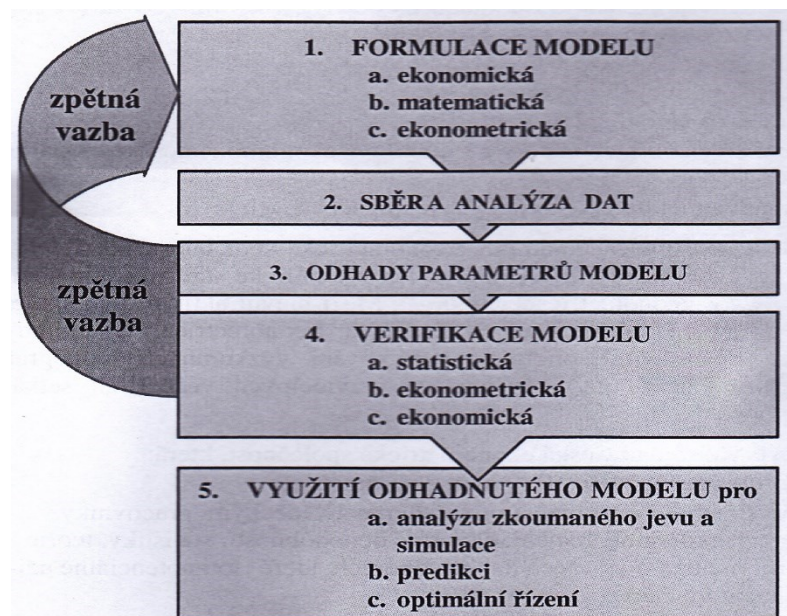 1. FORMULACE MODELU
a. ekonomická
b. matematická
c. ekonometrická
zpětná
vazba
2. SBĚR A ANALÝZA DAT
3. ODHADY PARAMETRŮ MODELU
zpětná
vazba
4. VERIFIKACE MODELU
a. statistická
b. ekonometrická
c. ekonomická
5. VYUŽITÍ ODHADNUTÉHO MODELU pro
a. analýzu zkoumaného jevu a
simulace
b. predikci
c. optimální řízení